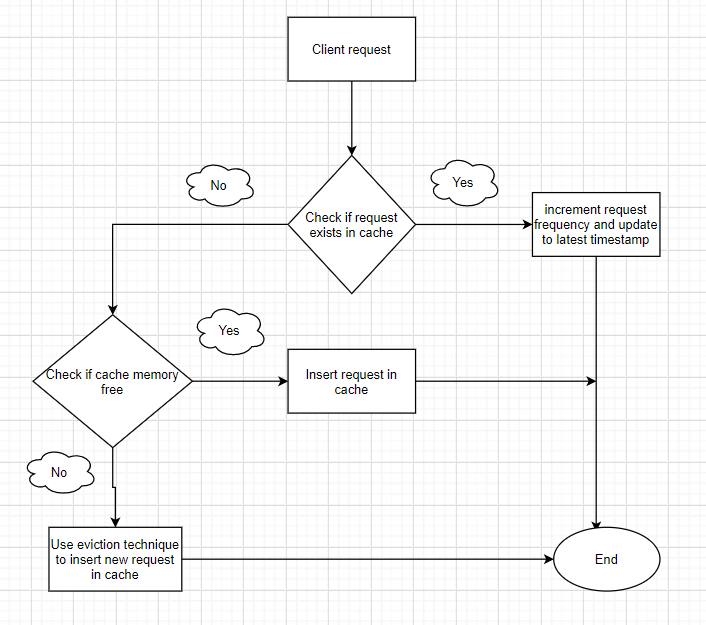 Client request
No
Yes
Check if request
exists in cache
increment request
frequency and update
to latest timestamp
Yes
Check if cache memory
free
Insert request in
cache
No
Use eviction technique
to insert new request
in cache
End